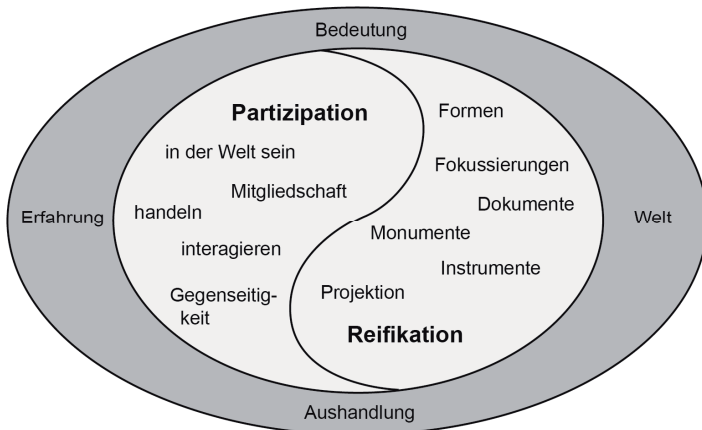 Bedeutung
Partizipation
Formen
in der Welt sein
Fokussierungen
Mitgliedschaft
Dokumente
handeln
Erfahrung
Welt
Monumente
interagieren
Instrumente
Gegenseitig-
keit
Projektion
Reifikation
Aushandlung